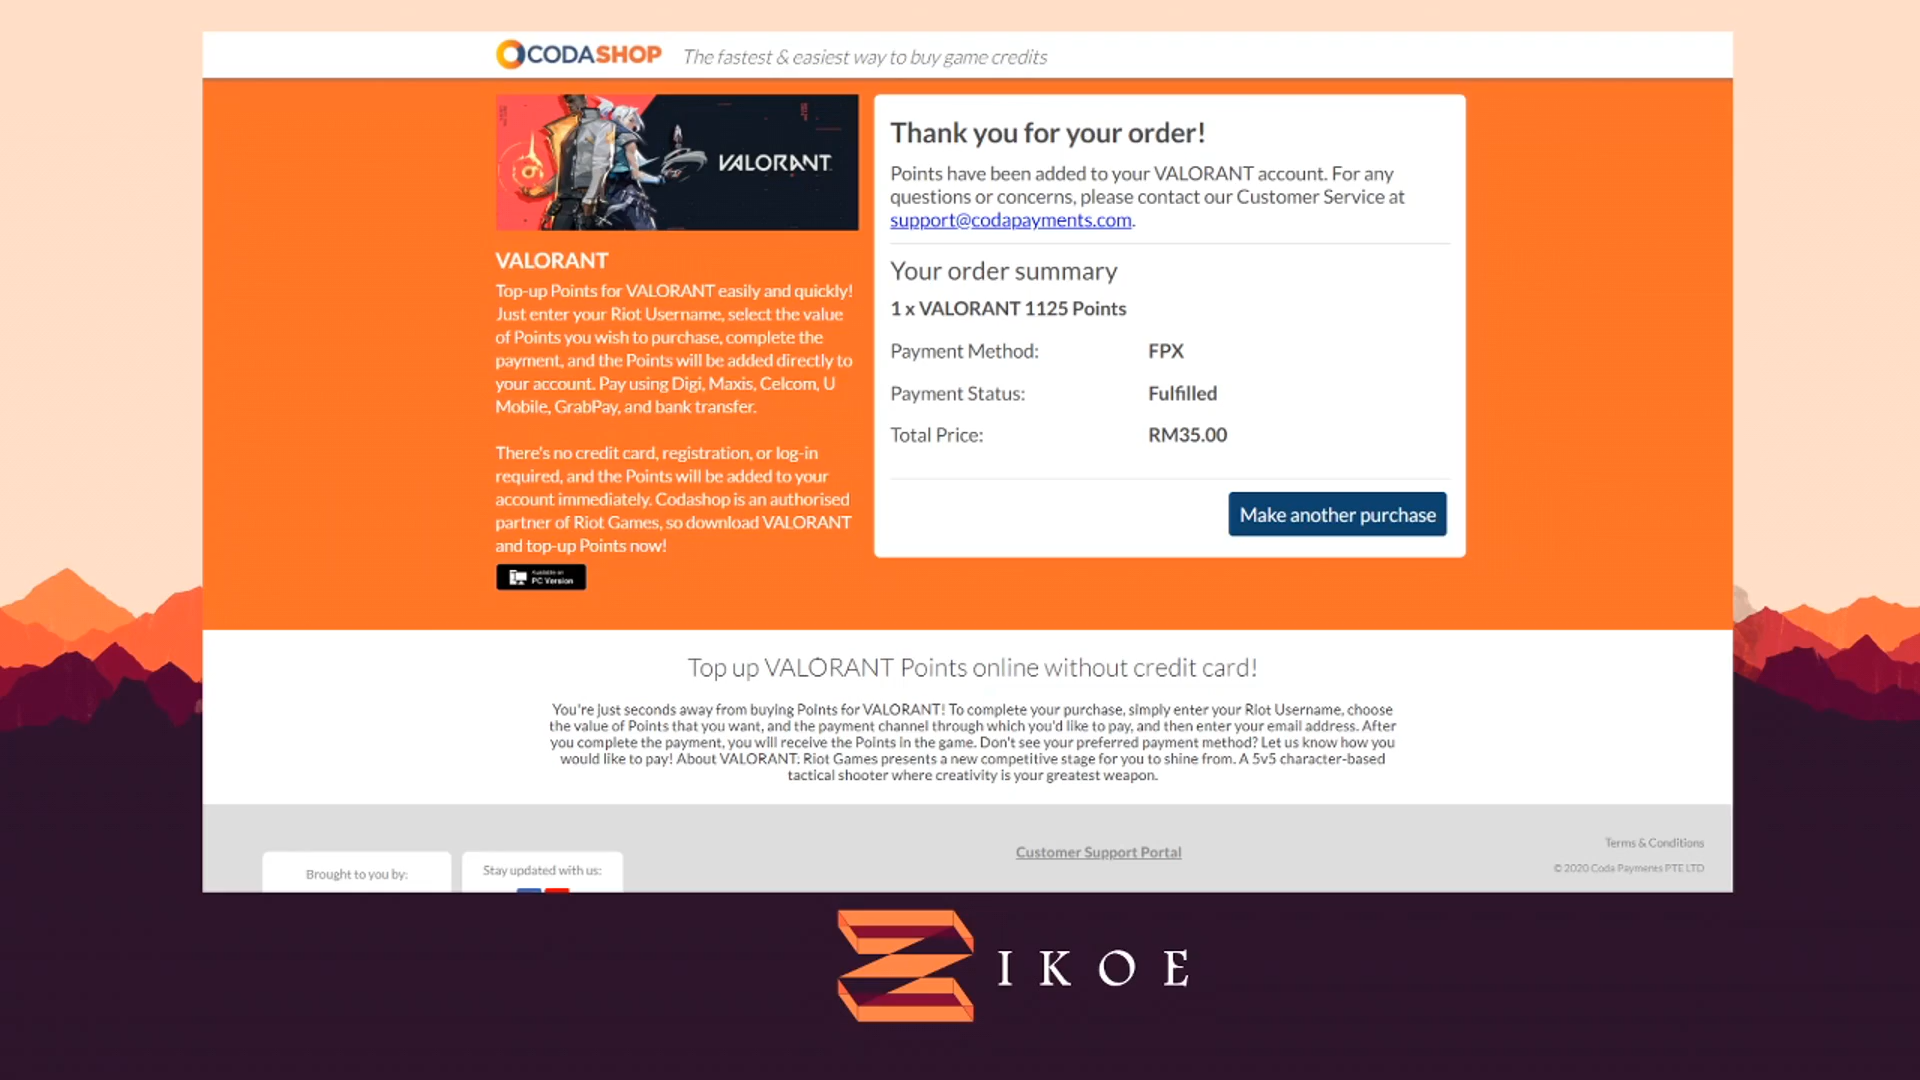 CODASHOP The fastest & easiest way to buy game credits
VALORANT
VALORANT
Top-up Points for VALORANT easily and quickly!
Just enter your Riot Username, select the value
of Points you wish to purchase, complete the
payment, and the Points will be added directly to
your account. Pay using Digi, Maxis, Celcom, U
Mobile, GrabPay, and bank transfer.
There's no credit card, registration, or log-in
required, and the Points will be added to your
account immediately. Codashop is an authorised
partner of Riot Games, so download VALORANT
and top-up Points now!
Available on
PC Version
Thank you for your order!
Points have been added to your VALORANT account. For any
questions or concerns, please contact our Customer Service at
support@codapayments.com.
Your order summary
1 x VALORANT 1125 Points
Payment Method: FPX
Payment Status: Fulfilled
Total Price: RM35.00
Make another purchase
Top up VALORANT Points online without credit card!
You're just seconds away from buying Points for VALORANT! To complete your purchase, simply enter your Riot Username, choose
the value of Points that you want, and the payment channel through which you'd like to pay, and then enter your email address. After
you complete the payment, you will receive the Points in the game. Don't see your preferred payment method? Let us know how you
would like to pay! About VALORANT: Riot Games presents a new competitive stage for you to shine from. A 5v5 character-based
tactical shooter where creativity is your greatest weapon.
Brought to you by:
Stay updated with us:
Customer Support Portal
Terms & Conditions
© 2020 Coda Payments PTE LTD
ZIKOE